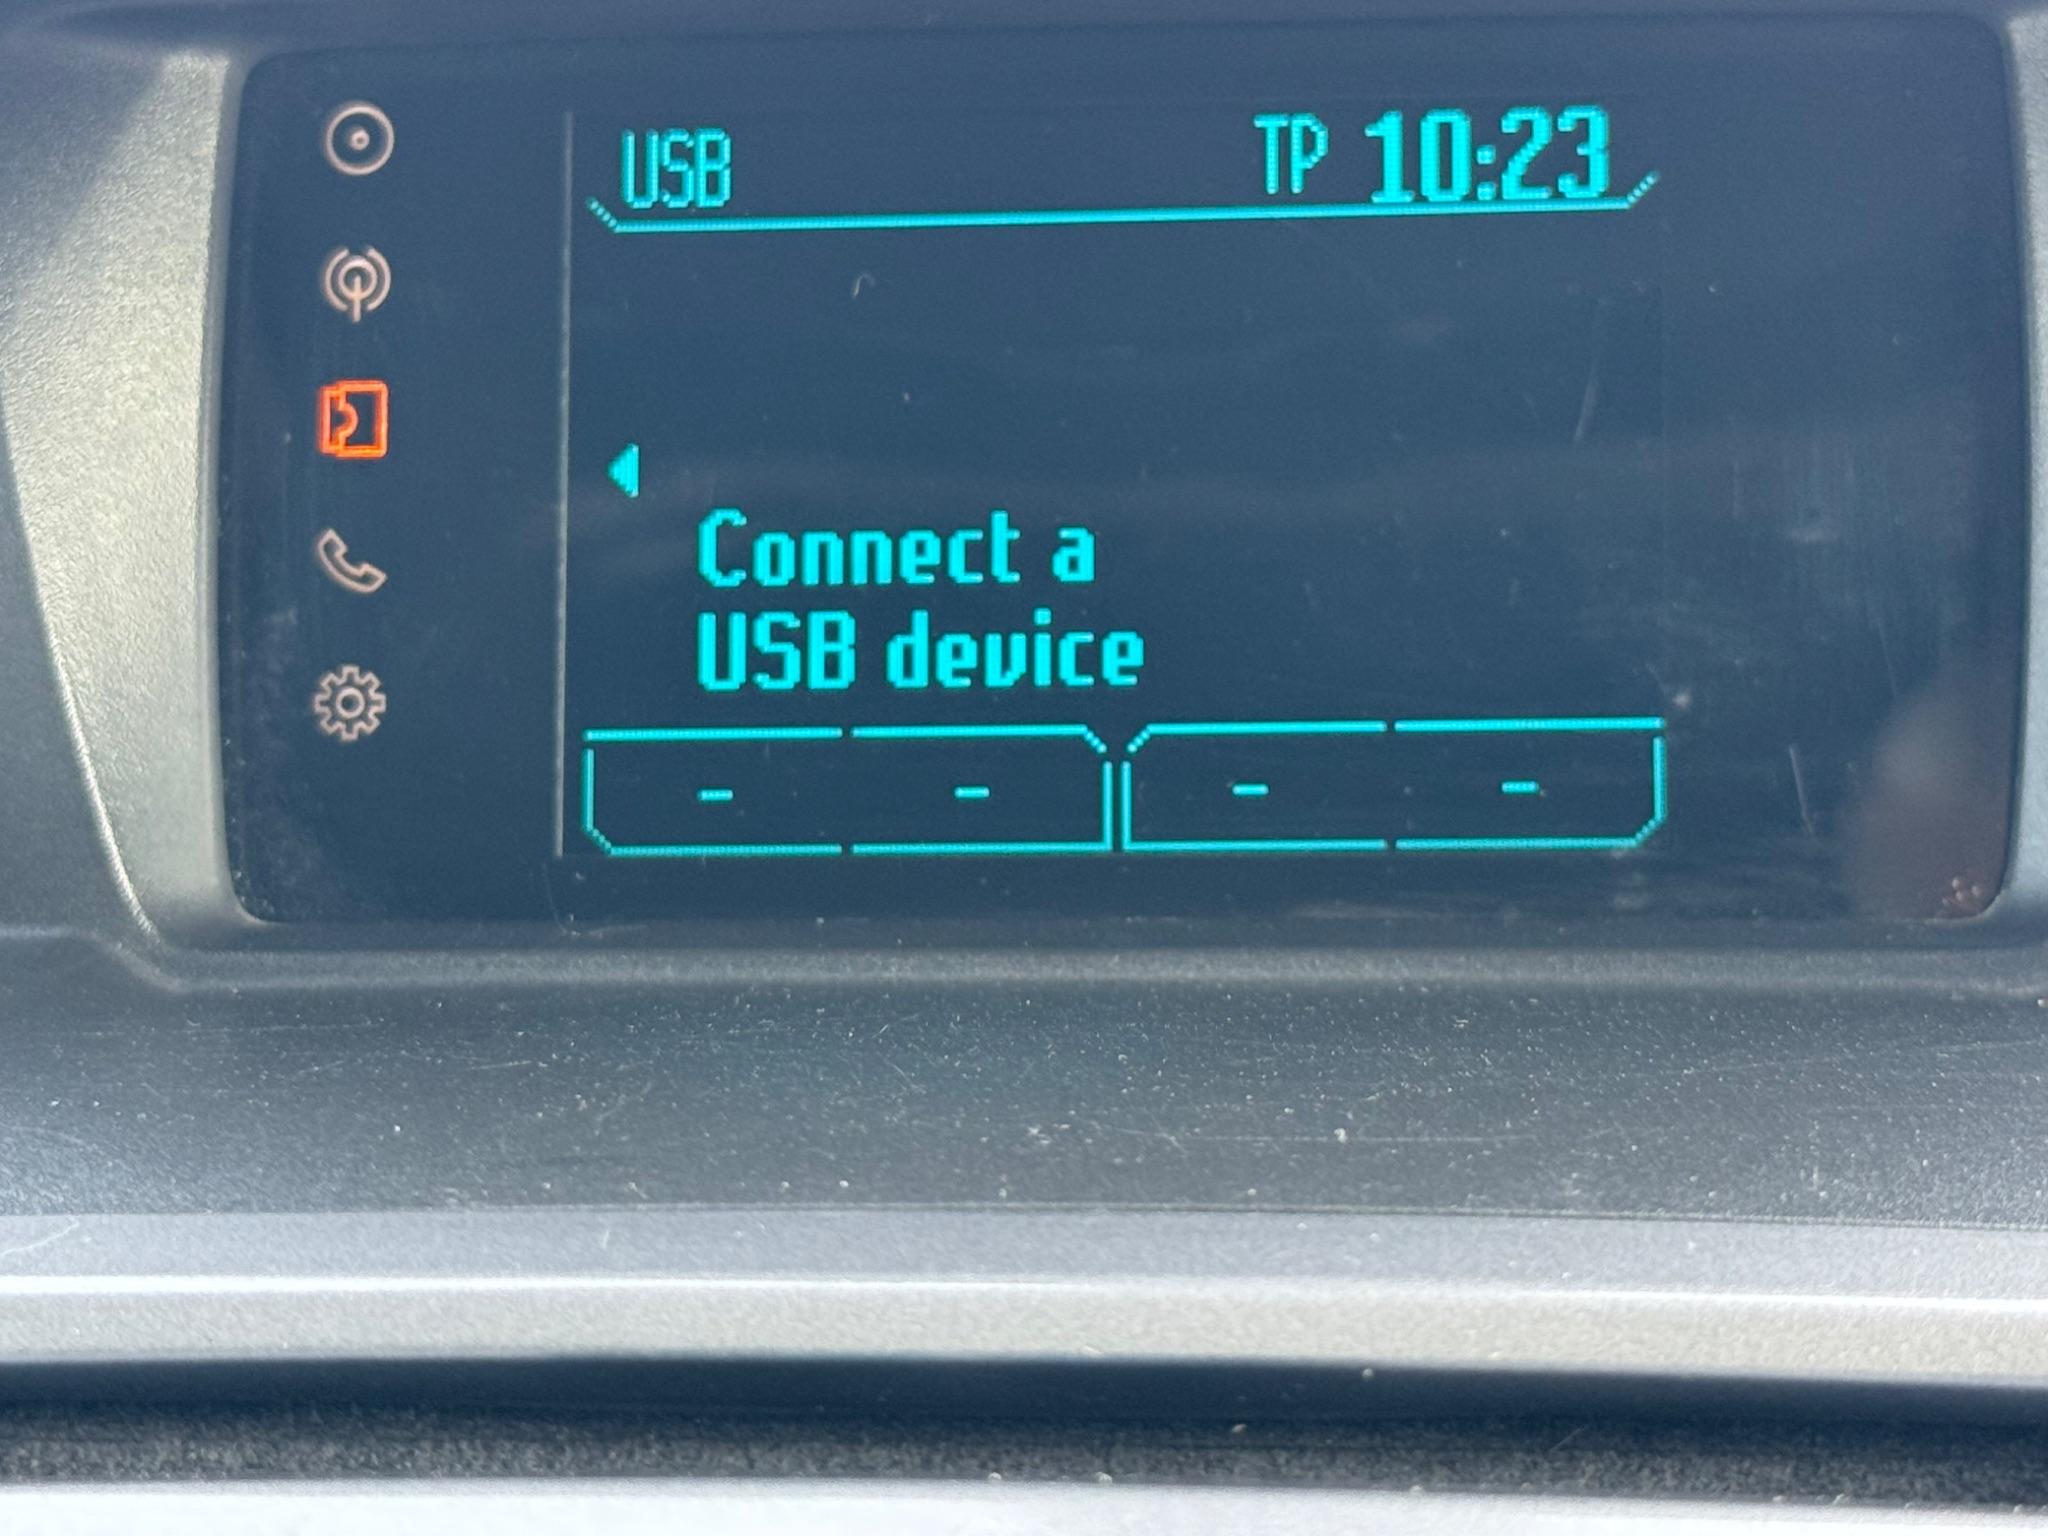 USB TP 10:23
Connect a
USB device
- - - -